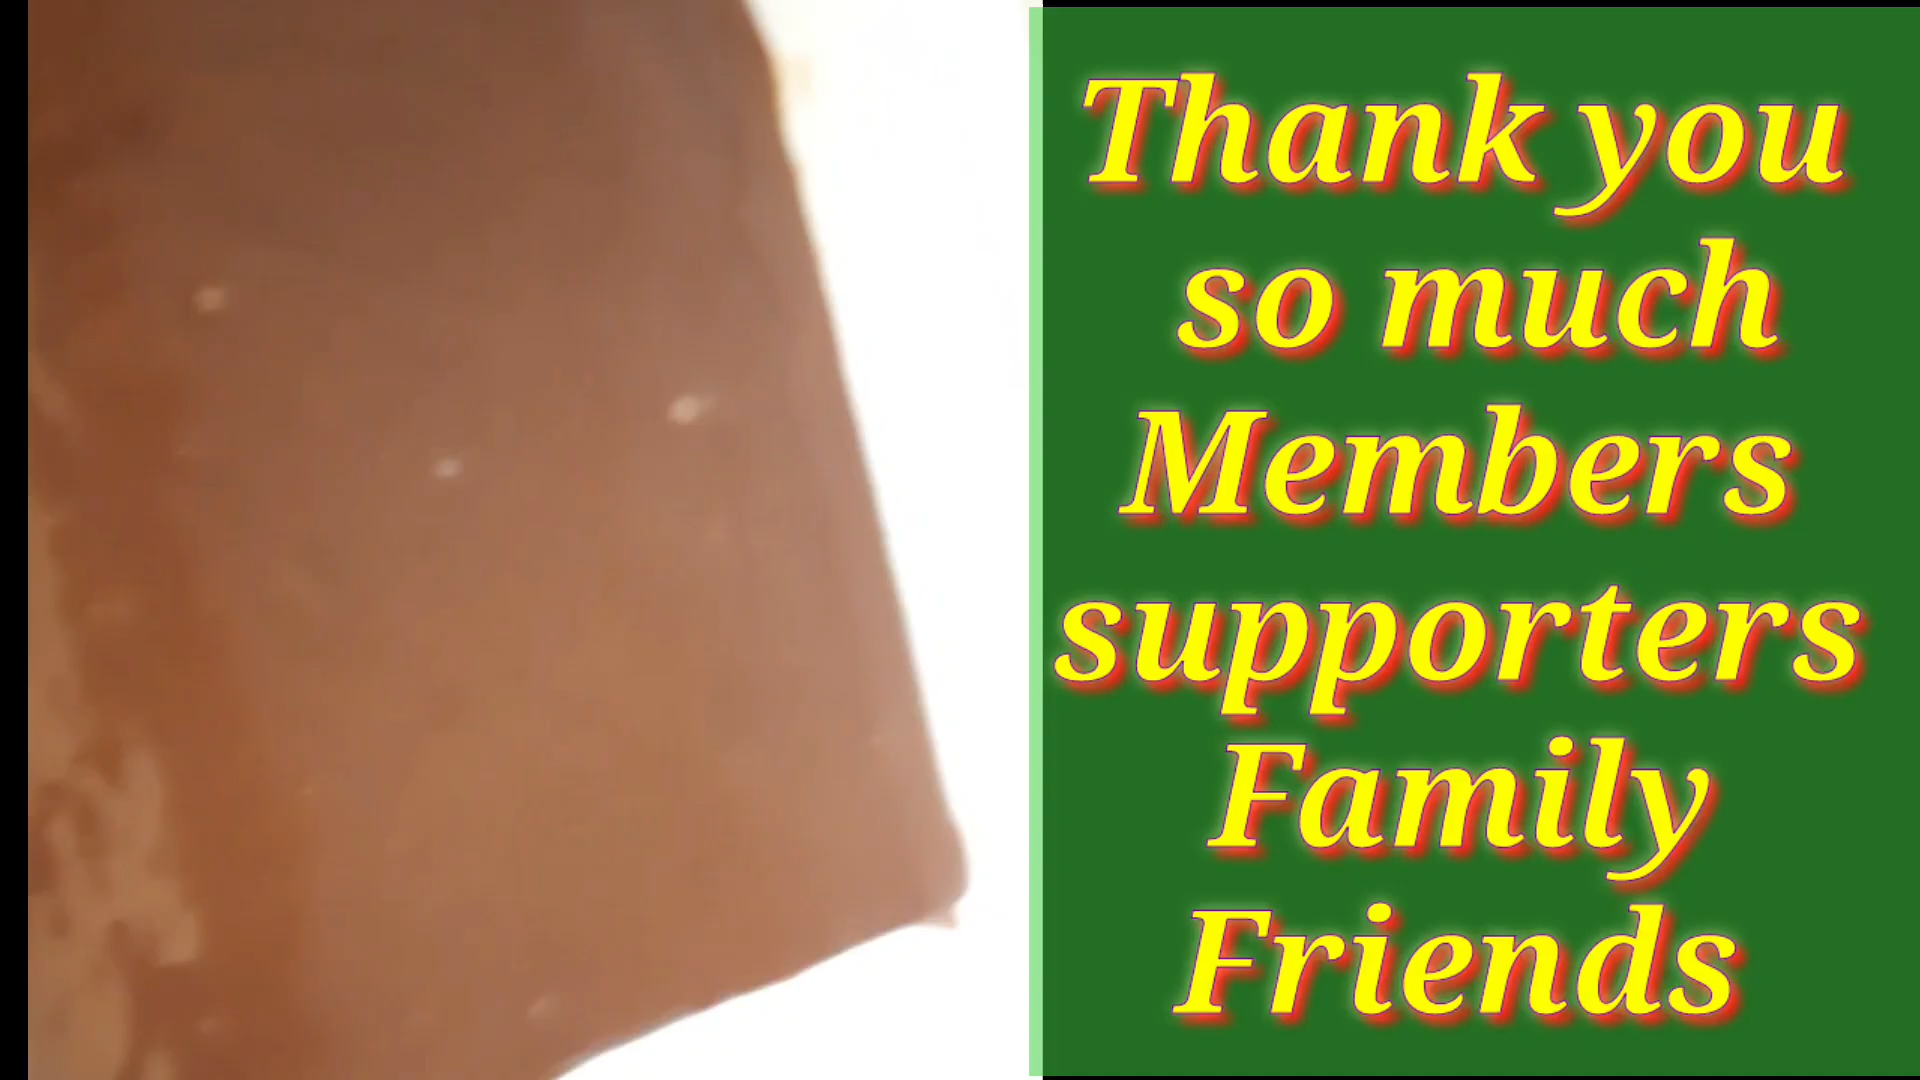 Thank you
so much
Members
supporters
Family
Friends